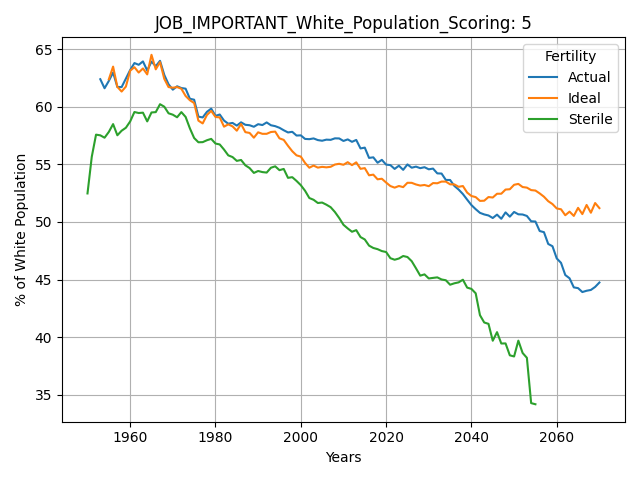 JOB_IMPORTANT_White_Population_Scoring: 5
Fertility
Actual
Ideal
Sterile
% of White Population
65
60
55
50
45
40
35
1960 1980 2000 2020 2040 2060
Years